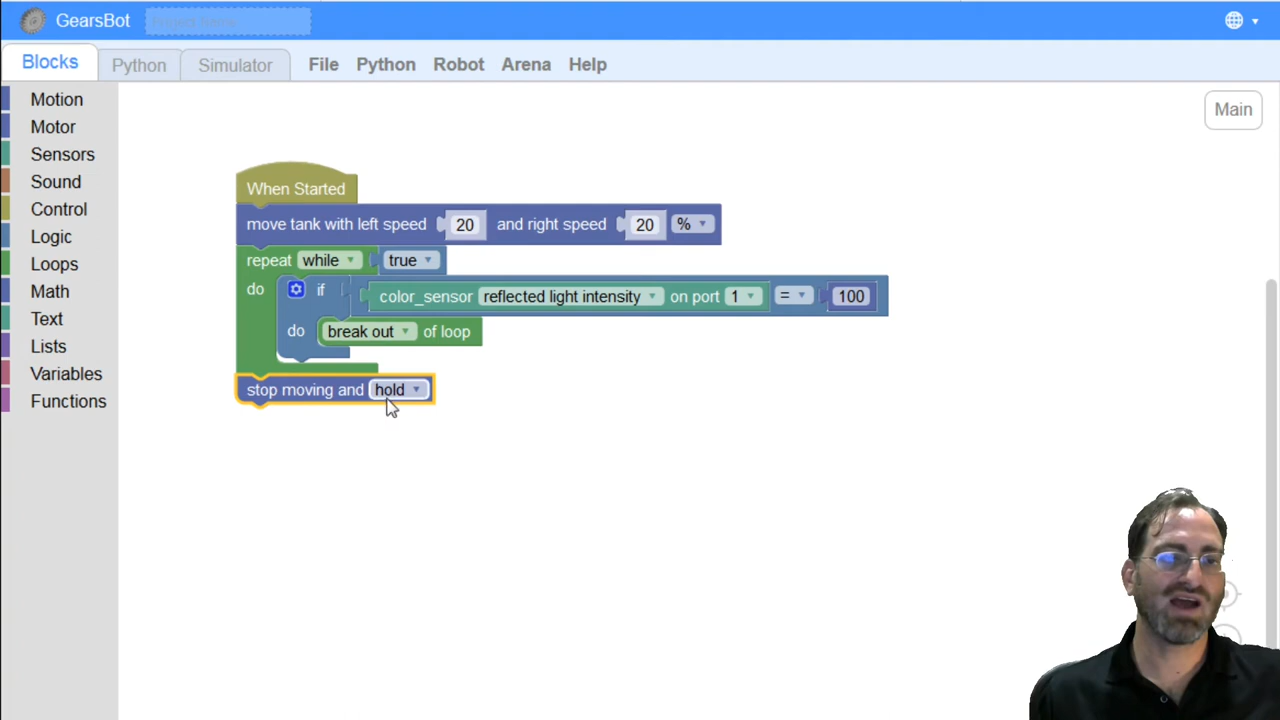 GearsBot
Blocks Python Simulator File Python Robot Arena Help
Motion
Motor
Sensors
Sound
Control
Logic
Loops
Math
Text
Lists
Variables
Functions
Main
When Started
move tank with left speed 20 and right speed 20 %
repeat while true
do if color_sensor reflected light intensity on port 1 = 100
do break out of loop
stop moving and hold